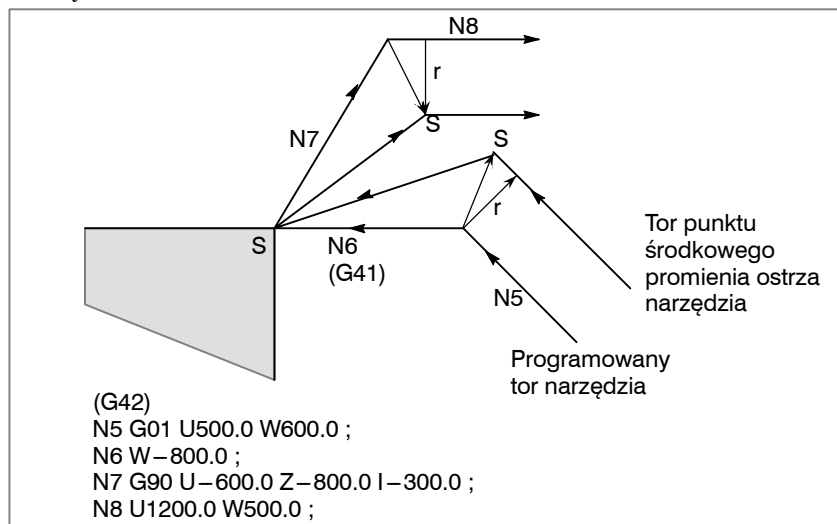 N8
r
S
N7
S
r
S
N6
(G41)
N5
Tor punktu
środkowego
promienia ostrza
narzędzia
Programowany
tor narzędzia
(G42)
N5 G01 U500.0 W600.0 ;
N6 W−800.0 ;
N7 G90 U−600.0 Z−800.0 I−300.0 ;
N8 U1200.0 W500.0 ;